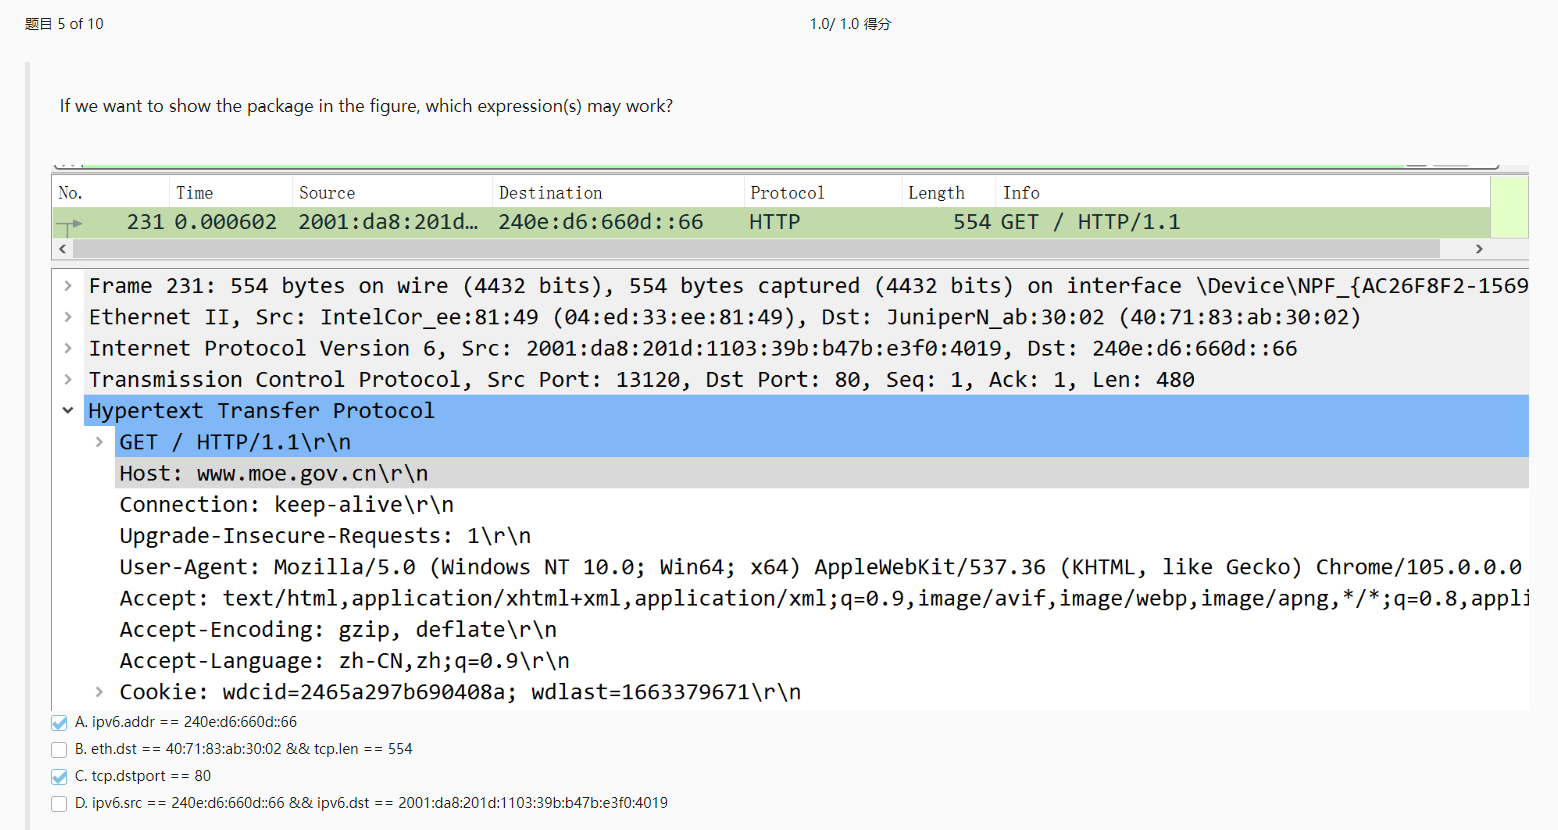 题目 5 of 10
1.0/ 1.0 得分
If we want to show the package in the figure, which expression(s) may work?
No. Time Source Destination Protocol Length Info
231 0.000602 2001:da8:201d… 240e:d6:660d::66 HTTP 554 GET / HTTP/1.1
Frame 231: 554 bytes on wire (4432 bits), 554 bytes captured (4432 bits) on interface \Device\NPF_{AC26F8F2-1569
Ethernet II, Src: IntelCor_ee:81:49 (04:ed:33:ee:81:49), Dst: JuniperN_ab:30:02 (40:71:83:ab:30:02)
Internet Protocol Version 6, Src: 2001:da8:201d:1103:39b:b47b:e3f0:4019, Dst: 240e:d6:660d::66
Transmission Control Protocol, Src Port: 13120, Dst Port: 80, Seq: 1, Ack: 1, Len: 480
Hypertext Transfer Protocol
GET / HTTP/1.1\r\n
Host: www.moe.gov.cn\r\n
Connection: keep-alive\r\n
Upgrade-Insecure-Requests: 1\r\n
User-Agent: Mozilla/5.0 (Windows NT 10.0; Win64; x64) AppleWebKit/537.36 (KHTML, like Gecko) Chrome/105.0.0.0
Accept: text/html,application/xhtml+xml,application/xml;q=0.9,image/avif,image/webp,image/apng,*/*;q=0.8,appli
Accept-Encoding: gzip, deflate\r\n
Accept-Language: zh-CN,zh;q=0.9\r\n
Cookie: wdcid=2465a297b690408a; wdlast=1663379671\r\n
A. ipv6.addr == 240e:d6:660d::66
B. eth.dst == 40:71:83:ab:30:02 && tcp.len == 554
C. tcp.dstport == 80
D. ipv6.src == 240e:d6:660d::66 && ipv6.dst == 2001:da8:201d:1103:39b:b47b:e3f0:4019